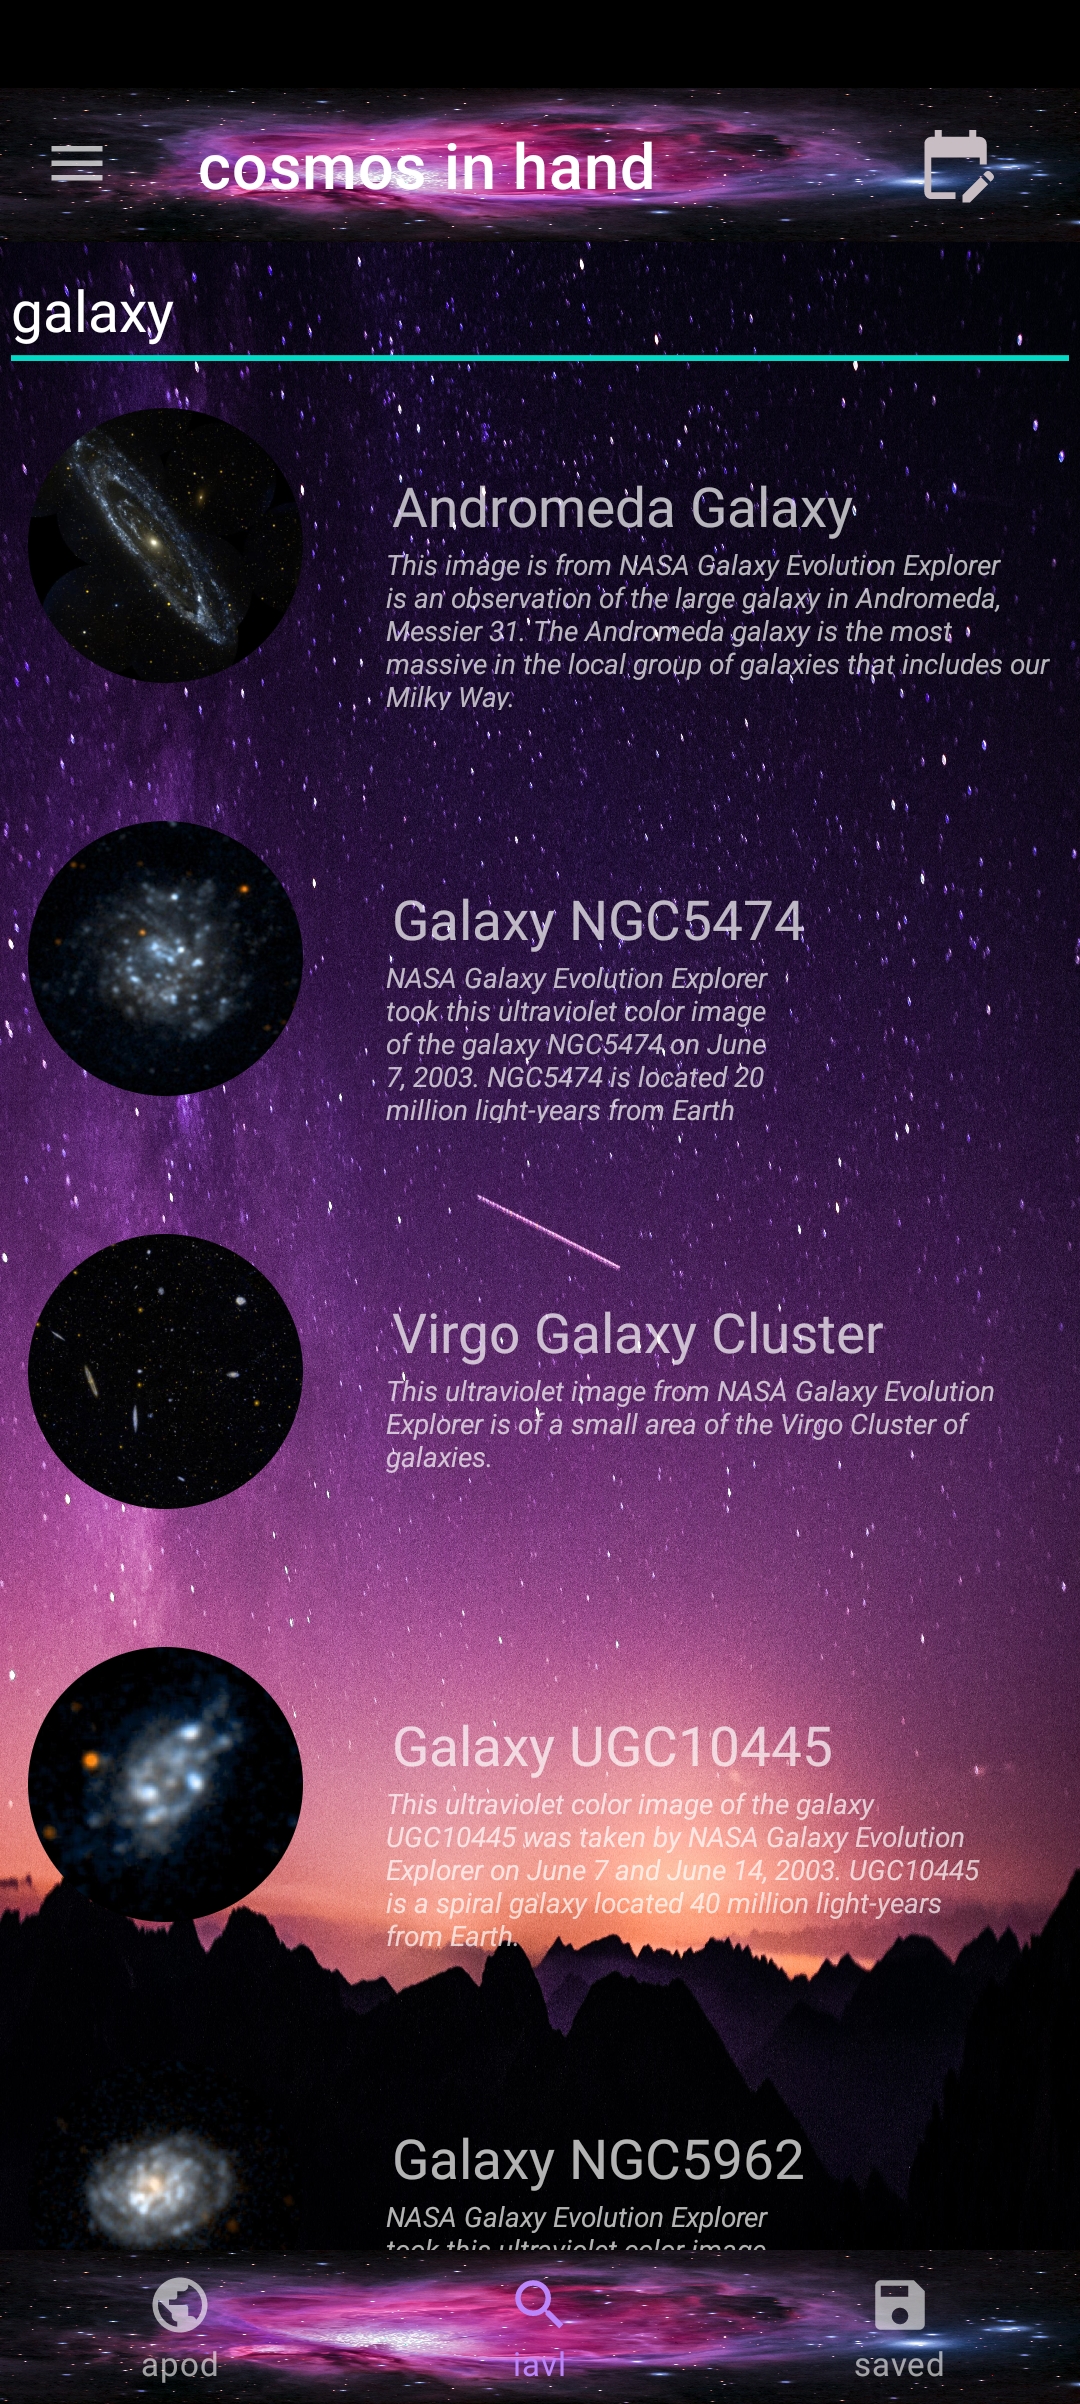 cosmos in hand
galaxy
Andromeda Galaxy
This image is from NASA Galaxy Evolution Explorer
is an observation of the large galaxy in Andromeda,
Messier 31. The Andromeda galaxy is the most
massive in the local group of galaxies that includes our
Milky Way.
Galaxy NGC5474
NASA Galaxy Evolution Explorer
took this ultraviolet color image
of the galaxy NGC5474 on June
7, 2003. NGC5474 is located 20
million light-years from Earth
Virgo Galaxy Cluster
This ultraviolet image from NASA Galaxy Evolution
Explorer is of a small area of the Virgo Cluster of
galaxies.
Galaxy UGC10445
This ultraviolet color image of the galaxy
UGC10445 was taken by NASA Galaxy Evolution
Explorer on June 7 and June 14, 2003. UGC10445
is a spiral galaxy located 40 million light-years
from Earth.
Galaxy NGC5962
NASA Galaxy Evolution Explorer
took this ultraviolet color image
apod
iavl
saved